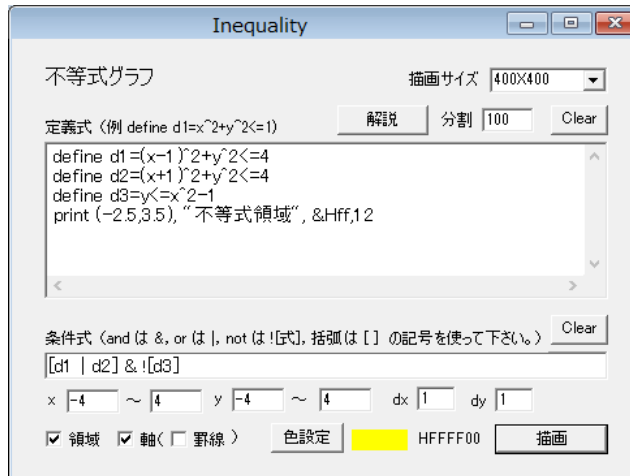 Inequality
不等式グラフ 描画サイズ 400X400
定義式（例 define d1=x^2+y^2<=1） 解説 分割 100 Clear
define d1=(x-1)^2+y^2<=4
define d2=(x+1)^2+y^2<=4
define d3=y<=x^2-1
print (-2.5,3.5), "不等式領域", &Hff,12
条件式（and は &, or は |, not は ![式], 括弧は [ ] の記号を使って下さい。） Clear
[d1 | d2] & ![d3]
x -4 ～ 4 y -4 ～ 4 dx 1 dy 1
領域 軸( 罫線 ) 色設定 HFFFF00 描画